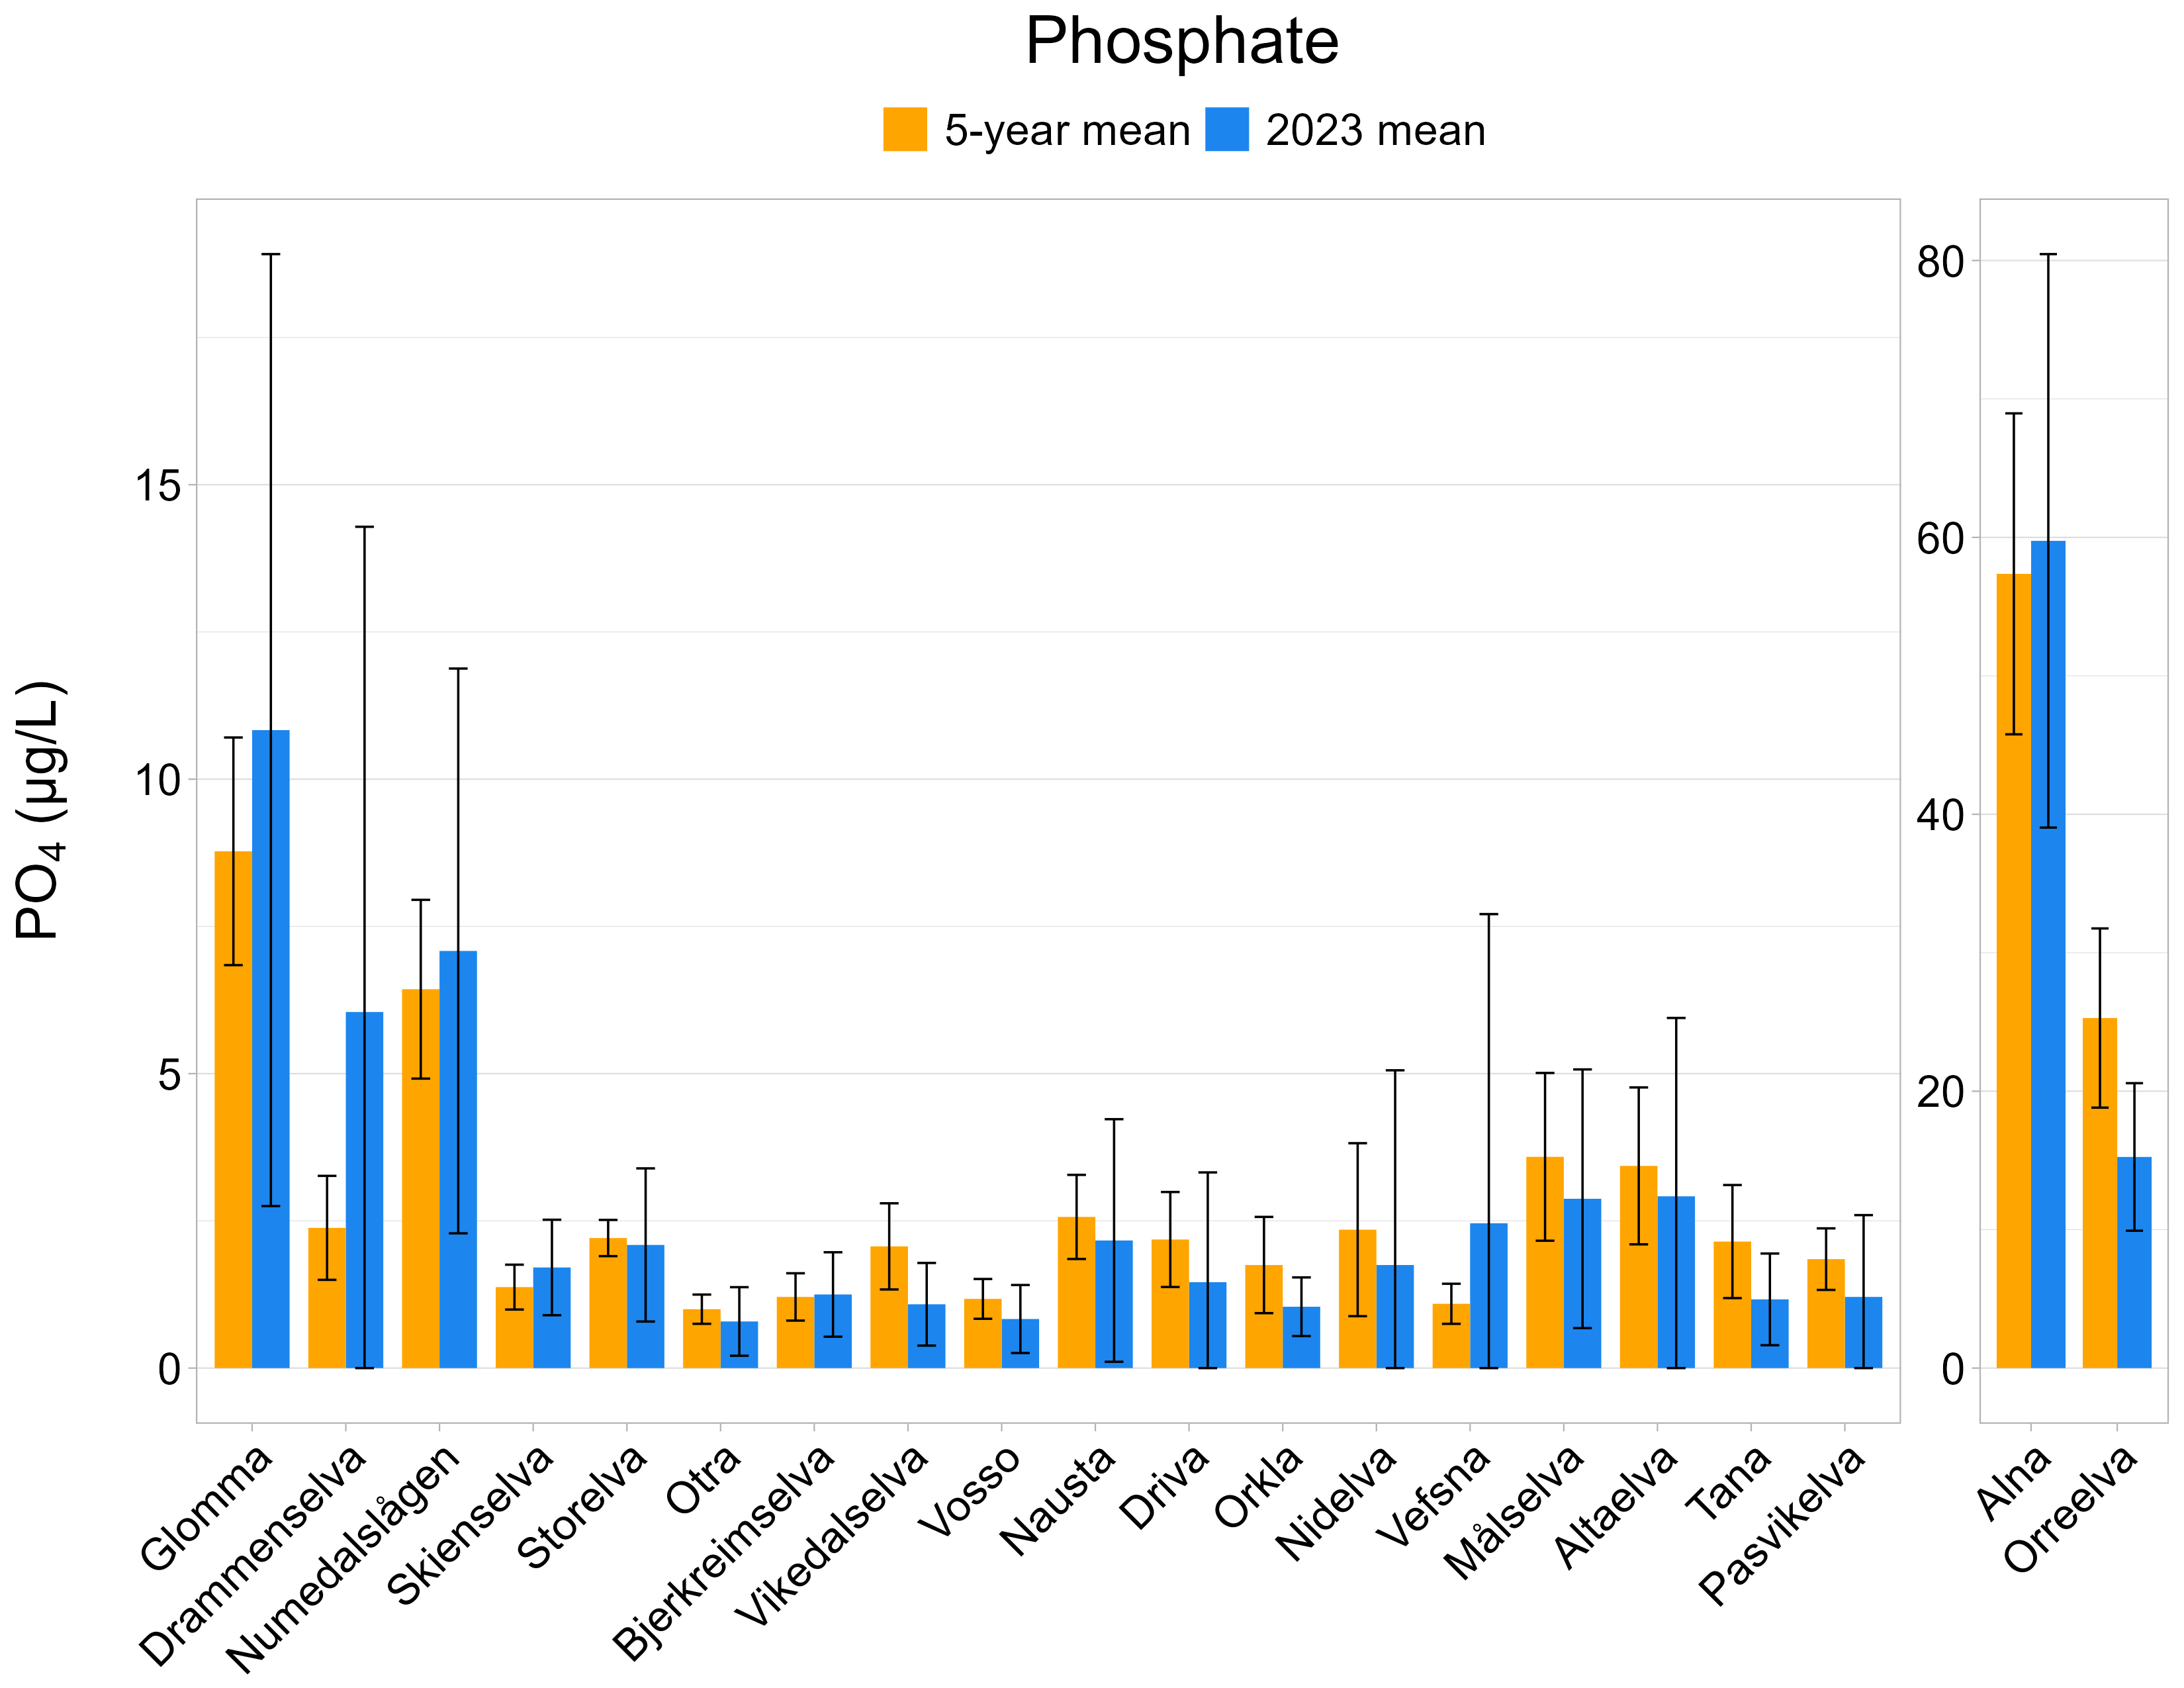 Phosphate
5-year mean 2023 mean
PO₄ (µg/L)
15
10
5
0
80
60
40
20
0
Glomma
Drammenselva
Numedalslågen
Skienselva
Storelva
Otra
Bjerkreimselva
Vikedalselva
Vosso
Nausta
Driva
Orkla
Nidelva
Vefsna
Målselva
Altaelva
Tana
Pasvikelva
Alna
Orreelva